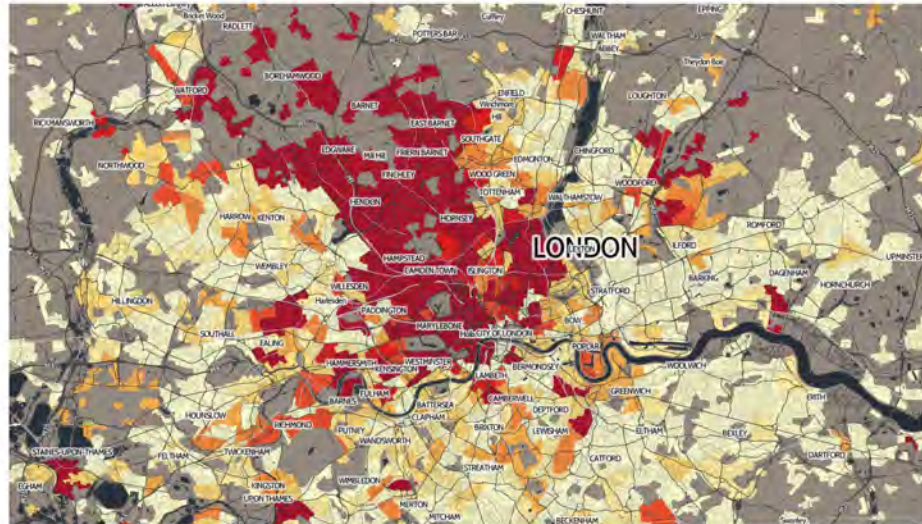 CHESHUNT
EPPING
Cuffley
Bricket Wood
RADLETT
POTTERS BAR
WALTHAM
ABBEY
Theydon Bois
BOREHAMWOOD
WATFORD
ENFIELD
LOUGHTON
RICKMANSWORTH
BARNET
Winchmore
Hill
EAST BARNET
SOUTHGATE
EDGWARE
Mill Hill
FRIERN BARNET
EDMONTON
CHINGFORD
NORTHWOOD
FINCHLEY
WOOD GREEN
WOODFORD
TOTTENHAM
WALTHAMSTOW
HENDON
HARROW
KENTON
HORNSEY
ROMFORD
LONDON
LEYTON
ILFORD
HAMPSTEAD
UPMINSTER
WEMBLEY
CAMDEN TOWN
ISLINGTON
DAGENHAM
BARKING
HORNCHURCH
WILLESDEN
STRATFORD
Harlesden
HILLINGDON
PADDINGTON
BOW
MARYLEBONE
SOUTHALL
CITY OF LONDON
EALING
POPLAR
HAMMERSMITH
WESTMINSTER
KENSINGTON
LAMBETH
BERMONDSEY
WOOLWICH
GREENWICH
FULHAM
BARNES
CAMBERWELL
BATTERSEA
ERITH
HOUNSLOW
CLAPHAM
DEPTFORD
RICHMOND
BRIXTON
PUTNEY
LEWISHAM
ELTHAM
BEXLEY
WANDSWORTH
STAINES-UPON-THAMES
TWICKENHAM
FELTHAM
CATFORD
DARTFORD
STREATHAM
EGHAM
WIMBLEDON
KINGSTON
UPON THAMES
MERTON
MITCHAM
BECKENHAM